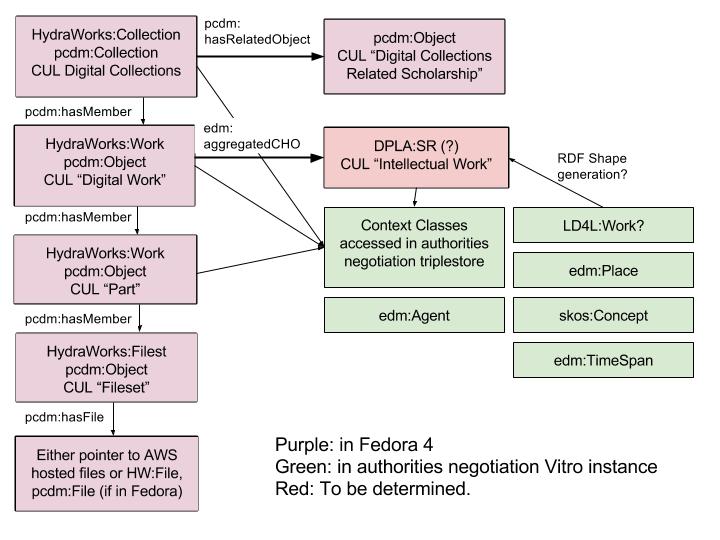 HydraWorks:Collection
pcdm:Collection
CUL Digital Collections
pcdm:
hasRelatedObject
pcdm:Object
CUL “Digital Collections
Related Scholarship”
pcdm:hasMember
edm:
aggregatedCHO
HydraWorks:Work
pcdm:Object
CUL “Digital Work”
DPLA:SR (?)
CUL “Intellectual Work”
RDF Shape
generation?
pcdm:hasMember
Context Classes
accessed in authorities
negotiation triplestore
LD4L:Work?
HydraWorks:Work
pcdm:Object
CUL “Part”
edm:Place
pcdm:hasMember
edm:Agent
skos:Concept
HydraWorks:Filest
pcdm:Object
CUL “Fileset”
edm:TimeSpan
pcdm:hasFile
Either pointer to AWS
hosted files or HW:File,
pcdm:File (if in Fedora)
Purple: in Fedora 4
Green: in authorities negotiation Vitro instance
Red: To be determined.